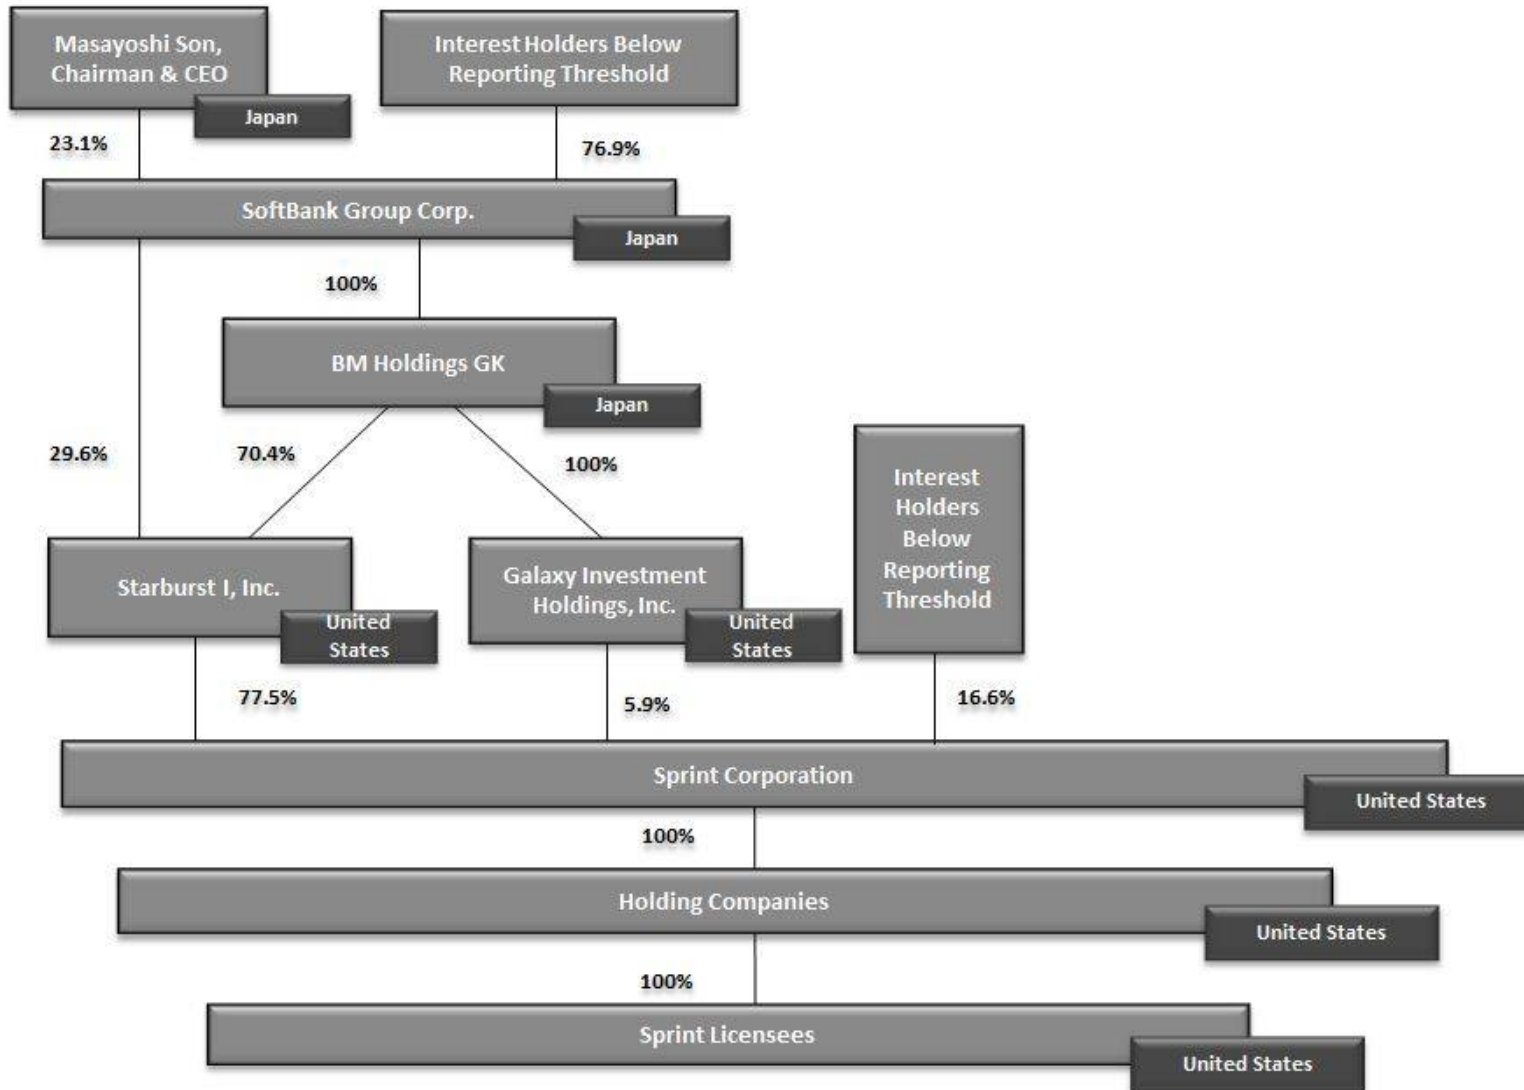 Masayoshi Son,
Chairman & CEO
Japan
Interest Holders Below
Reporting Threshold
23.1%
76.9%
SoftBank Group Corp.
Japan
100%
BM Holdings GK
Japan
29.6%
70.4%
100%
Interest
Holders
Below
Reporting
Threshold
Starburst I, Inc.
United
States
Galaxy Investment
Holdings, Inc.
United
States
77.5%
5.9%
16.6%
Sprint Corporation
United States
100%
Holding Companies
United States
100%
Sprint Licensees
United States